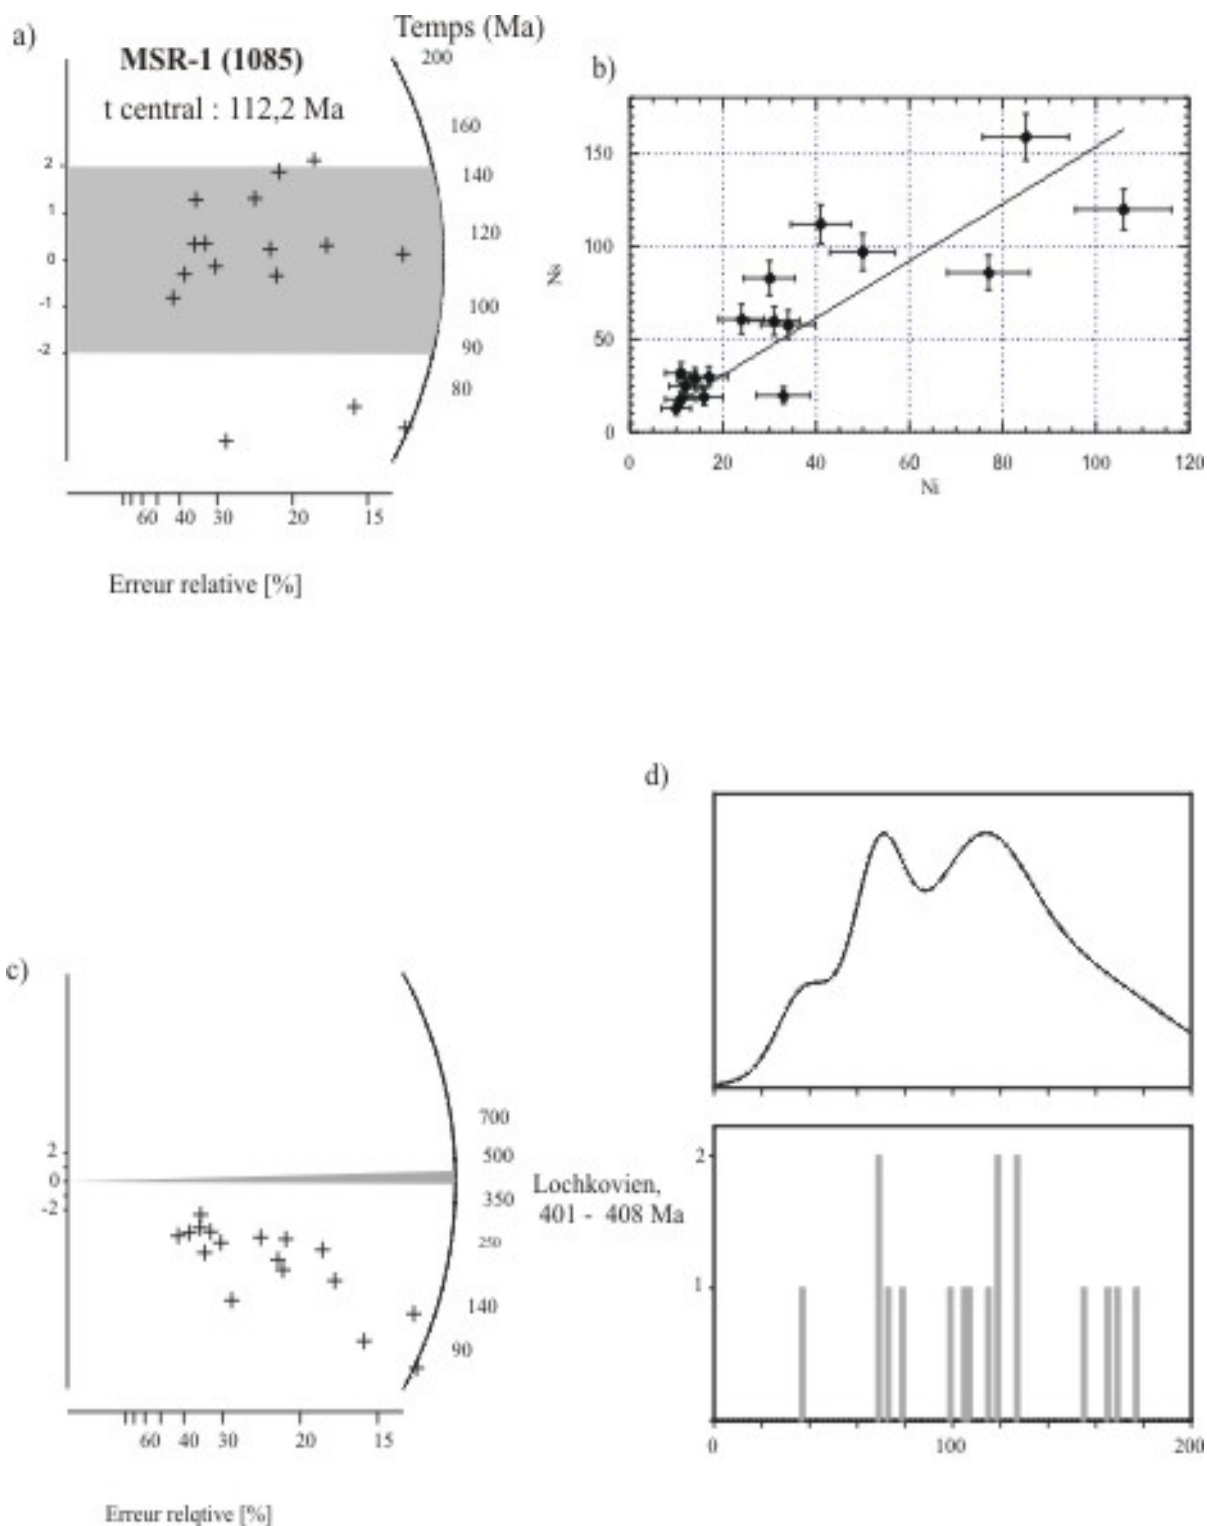 a)
Temps (Ma)
MSR-1 (1085)
t central : 112,2 Ma
200
160
140
120
100
90
80
2
1
0
-1
-2
60 40 30 20 15
Erreur relative [%]
b)
Ns
150
100
50
0
0 20 40 60 80 100 120
Ni
c)
700
500
350
250
140
90
2
0
-2
Lochkovien,
401 - 408 Ma
60 40 30 20 15
Erreur relqtive [%]
d)
2
1
0 100 200